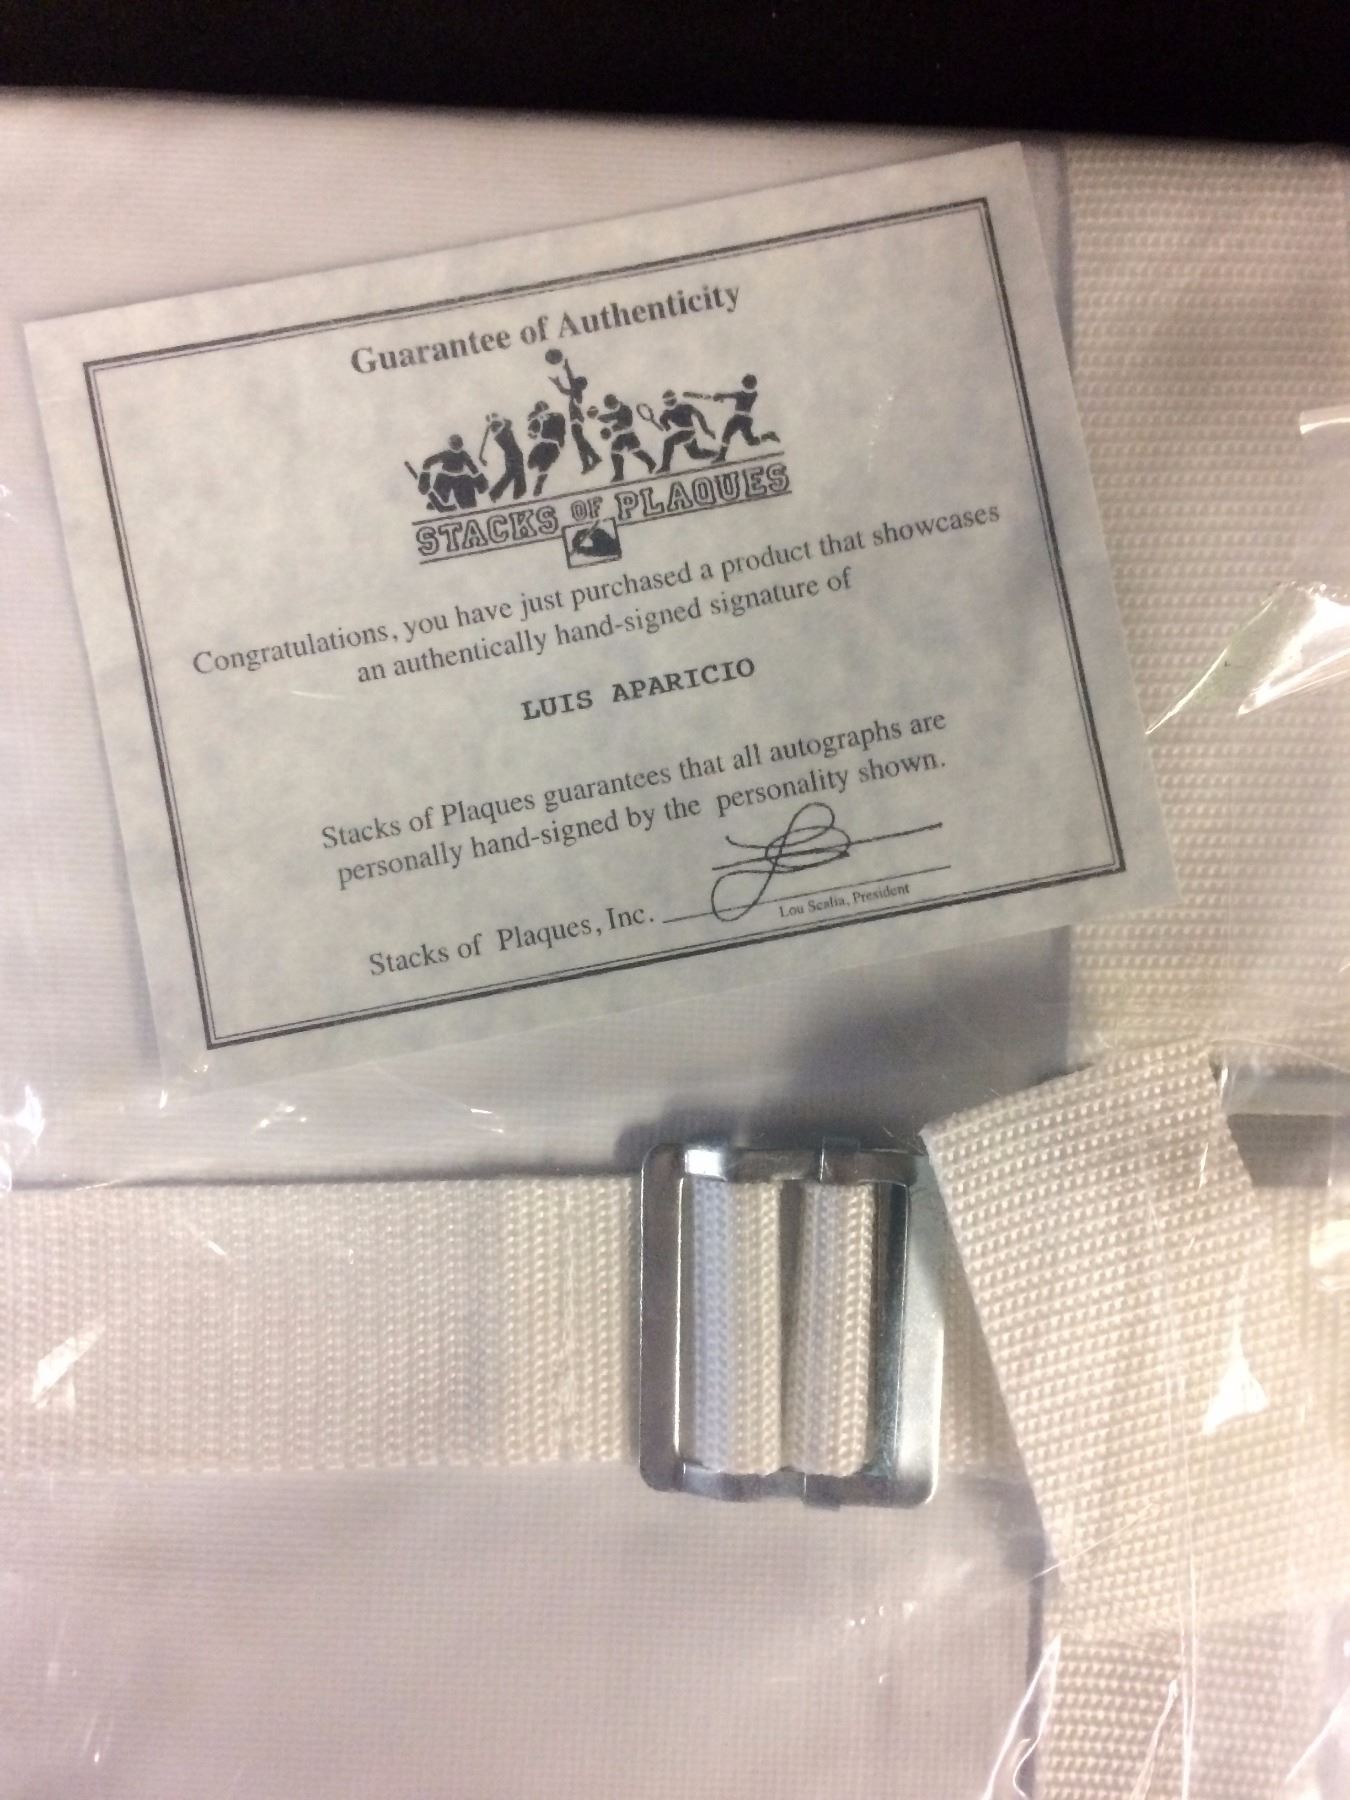 Guarantee of Authenticity
STACKS OF PLAQUES
Congratulations, you have just purchased a product that showcases
an authentically hand-signed signature of
LUIS APARICIO
Stacks of Plaques guarantees that all autographs are
personally hand-signed by the personality shown.
Stacks of Plaques, Inc.
Lou Scalia, President